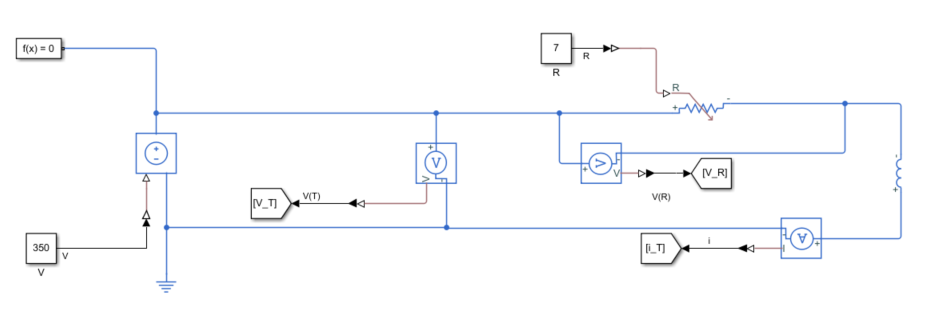 f(x) = 0
7
R
R
R
+
-
+
-
V
+
V
-
+
V
[V_R]
V(R)
[V_T]
V(T)
V
-
+
350
V
V
[i_T]
i
I
A
-
+